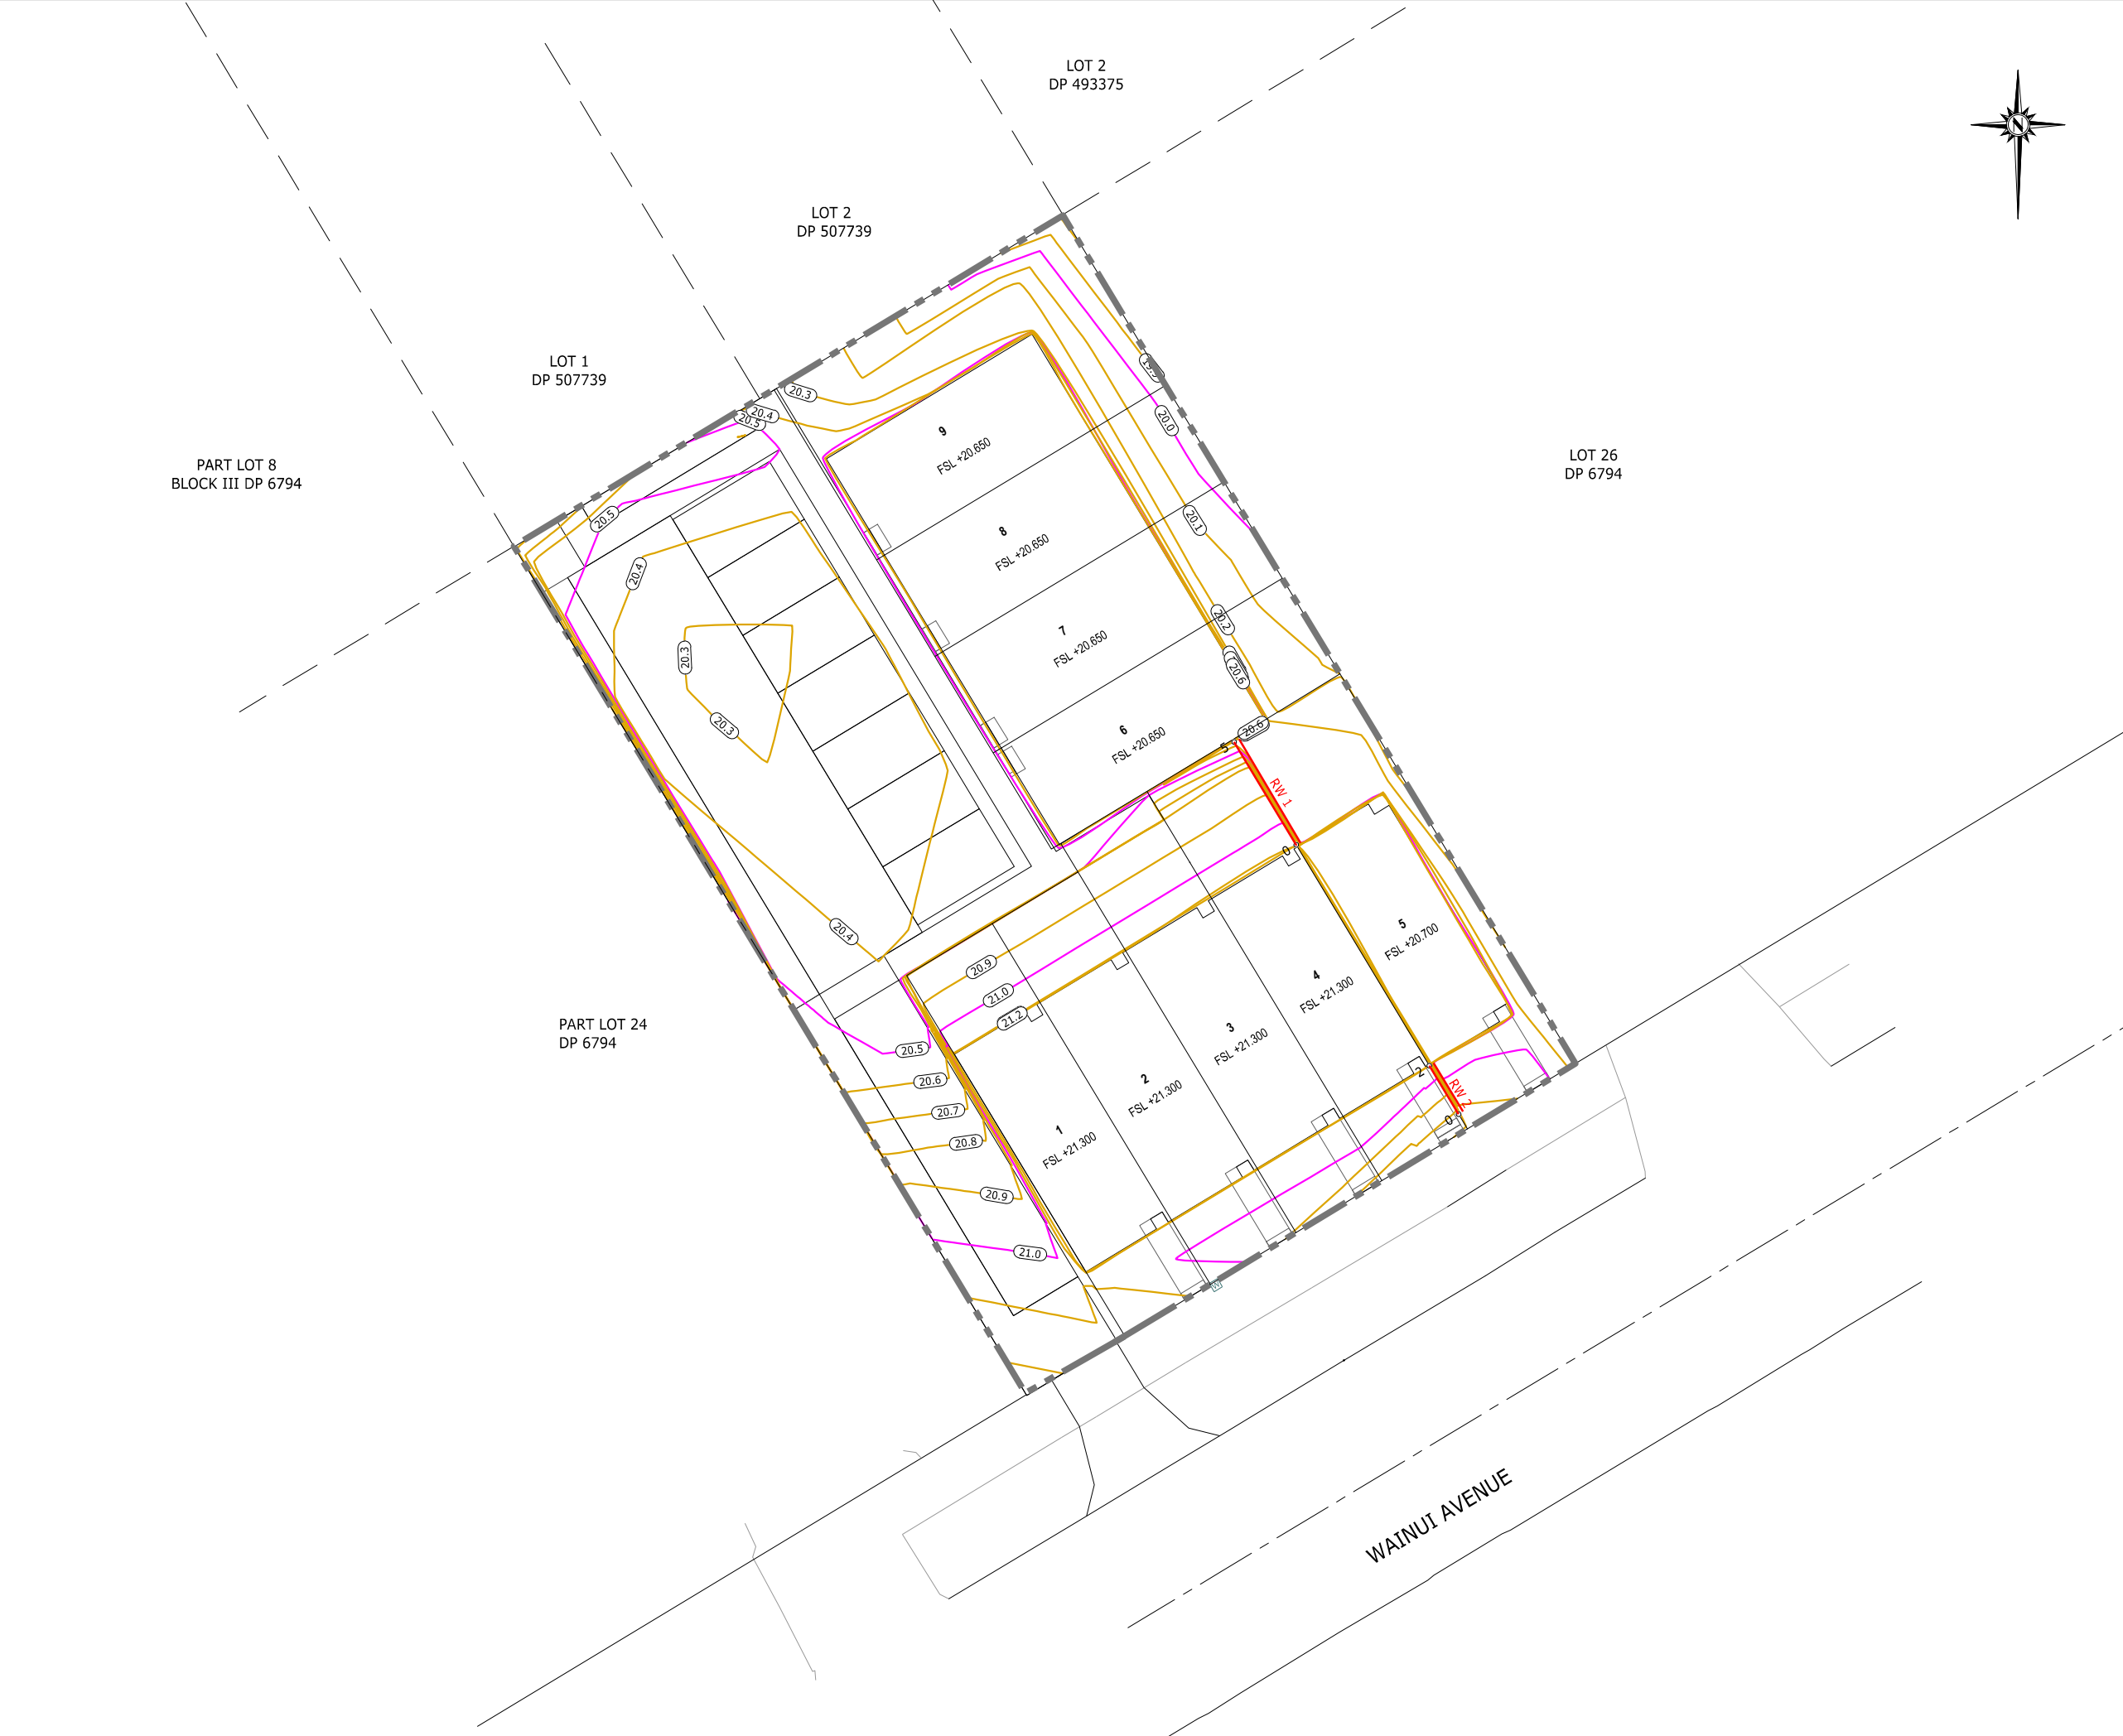 LOT 2
DP 493375
N
LOT 2
DP 507739
LOT 1
DP 507739
PART LOT 8
BLOCK III DP 6794
LOT 26
DP 6794
PART LOT 24
DP 6794
20.3
20.4
20.5
20.5
20.4
20.3
20.3
20.4
20.0
20.1
20.2
20.6
20.6
9
FSL +20.650
8
FSL +20.650
7
FSL +20.650
6
FSL +20.650
5
RW 1
0
5
FSL +20.700
4
FSL +21.300
3
FSL +21.300
2
FSL +21.300
1
FSL +21.300
20.9
21.0
21.2
20.5
20.6
20.7
20.8
20.9
21.0
2
RW 2
0
W
WAINUI AVENUE